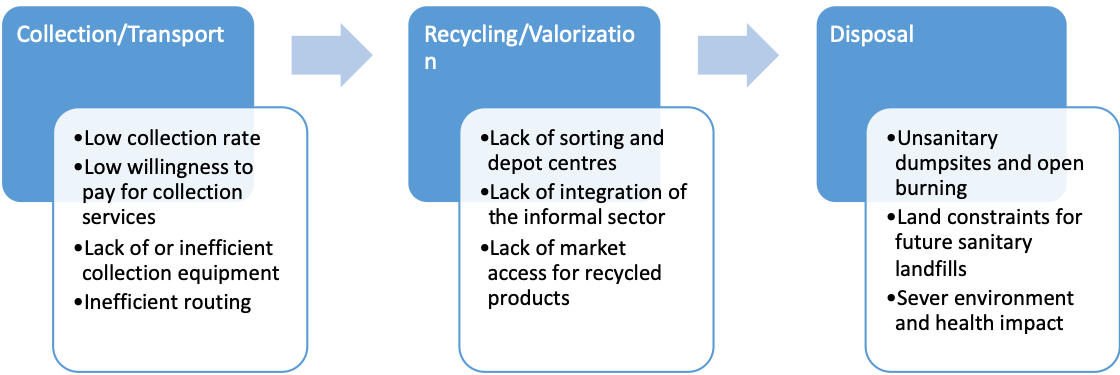 Collection/Transport
•Low collection rate
•Low willingness to
pay for collection
services
•Lack of or inefficient
collection equipment
•Inefficient routing
Recycling/Valorizatio
n
•Lack of sorting and
depot centres
•Lack of integration of
the informal sector
•Lack of market
access for recycled
products
Disposal
•Unsanitary
dumpsites and open
burning
•Land constraints for
future sanitary
landfills
•Sever environment
and health impact